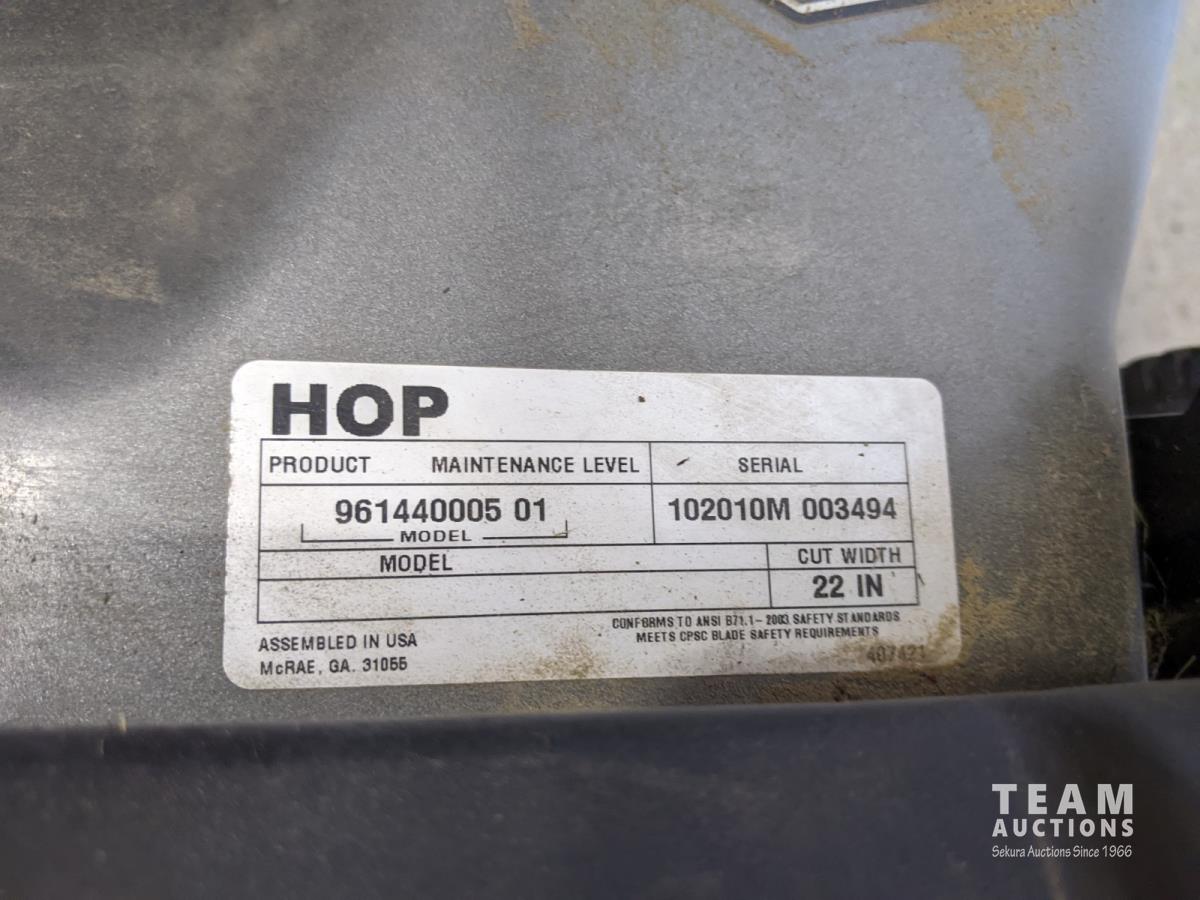 HOP
PRODUCT MAINTENANCE LEVEL SERIAL
961440005 01 102010M 003494
MODEL
MODEL CUT WIDTH
22 IN
CONFORMS TO ANSI B71.1-2003 SAFETY STANDARDS
MEETS CPSC BLADE SAFETY REQUIREMENTS
ASSEMBLED IN USA
McRAE, GA. 31055
407421
TEAM
AUCTIONS
Sekura Auctions Since 1966